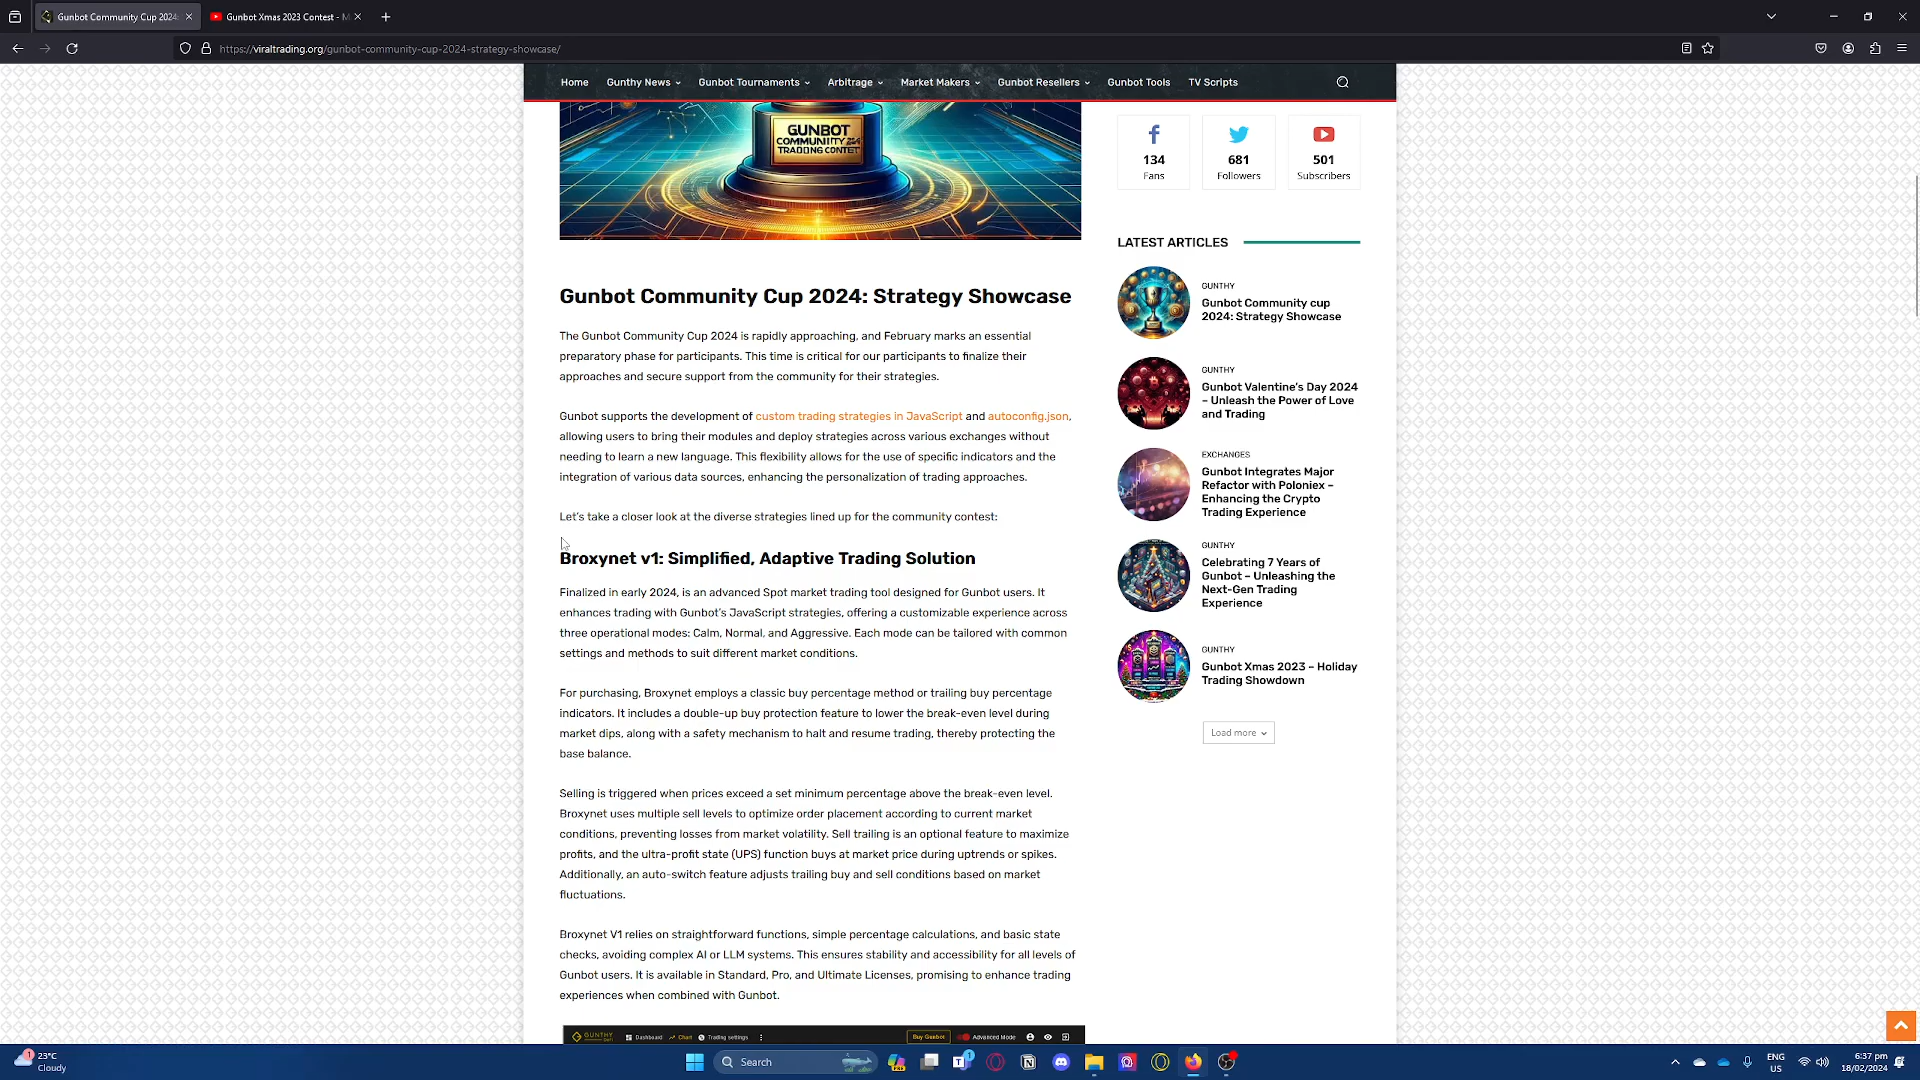 Gunbot Community Cup 2024:
Gunbot Xmas 2023 Contest - M
https://viraltrading.org/gunbot-community-cup-2024-strategy-showcase/
Home
Gunthy News
Gunbot Tournaments
Arbitrage
Market Makers
Gunbot Resellers
Gunbot Tools
TV Scripts
GUNBOT
COMMUNITY
TRADING CONTEST
134
Fans
681
Followers
501
Subscribers
LATEST ARTICLES
GUNTHY
Gunbot Community cup
2024: Strategy Showcase
GUNTHY
Gunbot Valentine's Day 2024
– Unleash the Power of Love
and Trading
EXCHANGES
Gunbot Integrates Major
Refactor with Poloniex –
Enhancing the Crypto
Trading Experience
GUNTHY
Celebrating 7 Years of
Gunbot – Unleashing the
Next-Gen Trading
Experience
GUNTHY
Gunbot Xmas 2023 – Holiday
Trading Showdown
Load more
Gunbot Community Cup 2024: Strategy Showcase
The Gunbot Community Cup 2024 is rapidly approaching, and February marks an essential
preparatory phase for participants. This time is critical for our participants to finalize their
approaches and secure support from the community for their strategies.
Gunbot supports the development of custom trading strategies in JavaScript and autoconfig.json,
allowing users to bring their modules and deploy strategies across various exchanges without
needing to learn a new language. This flexibility allows for the use of specific indicators and the
integration of various data sources, enhancing the personalization of trading approaches.
Let's take a closer look at the diverse strategies lined up for the community contest:
Broxynet v1: Simplified, Adaptive Trading Solution
Finalized in early 2024, is an advanced Spot market trading tool designed for Gunbot users. It
enhances trading with Gunbot's JavaScript strategies, offering a customizable experience across
three operational modes: Calm, Normal, and Aggressive. Each mode can be tailored with common
settings and methods to suit different market conditions.
For purchasing, Broxynet employs a classic buy percentage method or trailing buy percentage
indicators. It includes a double-up buy protection feature to lower the break-even level during
market dips, along with a safety mechanism to halt and resume trading, thereby protecting the
base balance.
Selling is triggered when prices exceed a set minimum percentage above the break-even level.
Broxynet uses multiple sell levels to optimize order placement according to current market
conditions, preventing losses from market volatility. Sell trailing is an optional feature to maximize
profits, and the ultra-profit state (UPS) function buys at market price during uptrends or spikes.
Additionally, an auto-switch feature adjusts trailing buy and sell conditions based on market
fluctuations.
Broxynet V1 relies on straightforward functions, simple percentage calculations, and basic state
checks, avoiding complex AI or LLM systems. This ensures stability and accessibility for all levels of
Gunbot users. It is available in Standard, Pro, and Ultimate Licenses, promising to enhance trading
experiences when combined with Gunbot.
GUNTHY
Dashboard
Chart
Trading settings
Buy Gunbot
Advanced Mode
1
23°C
Cloudy
Search
1
ENG
US
6:37 pm
18/02/2024